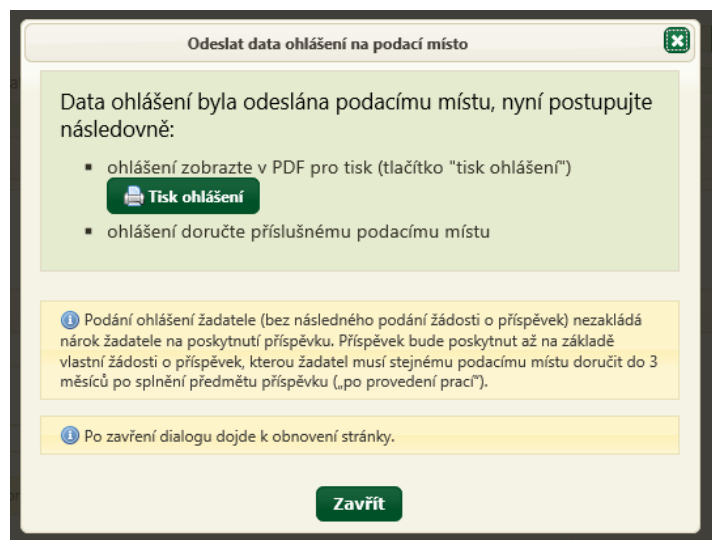 Odeslat data ohlášení na podací místo
Data ohlášení byla odeslána podacímu místu, nyní postupujte
následovně:
ohlášení zobrazte v PDF pro tisk (tlačítko "tisk ohlášení")
Tisk ohlášení
ohlášení doručte příslušnému podacímu místu
Podání ohlášení žadatele (bez následného podání žádosti o příspěvek) nezakládá
nárok žadatele na poskytnutí příspěvku. Příspěvek bude poskytnut až na základě
vlastní žádosti o příspěvek, kterou žadatel musí stejnému podacímu místu doručit do 3
měsíců po splnění předmětu příspěvku („po provedení prací").
Po zavření dialogu dojde k obnovení stránky.
Zavřít